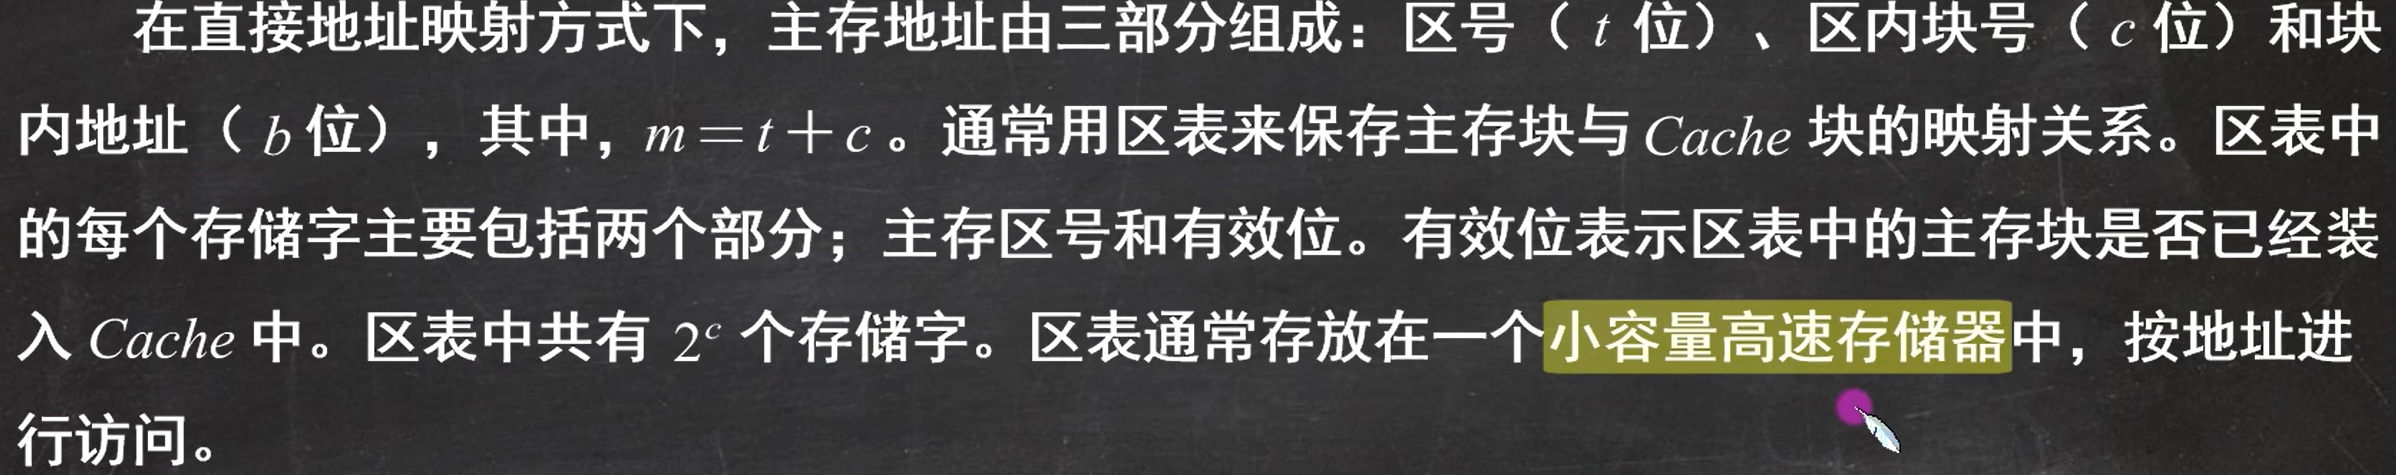 在直接地址映射方式下，主存地址由三部分组成：区号（t 位）、区内块号（c 位）和块
内地址（b 位），其中，m＝t＋c。通常用区表来保存主存块与 Cache 块的映射关系。区表中
的每个存储字主要包括两个部分；主存区号和有效位。有效位表示区表中的主存块是否已经装
入 Cache 中。区表中共有 2ᶜ 个存储字。区表通常存放在一个小容量高速存储器中，按地址进
行访问。